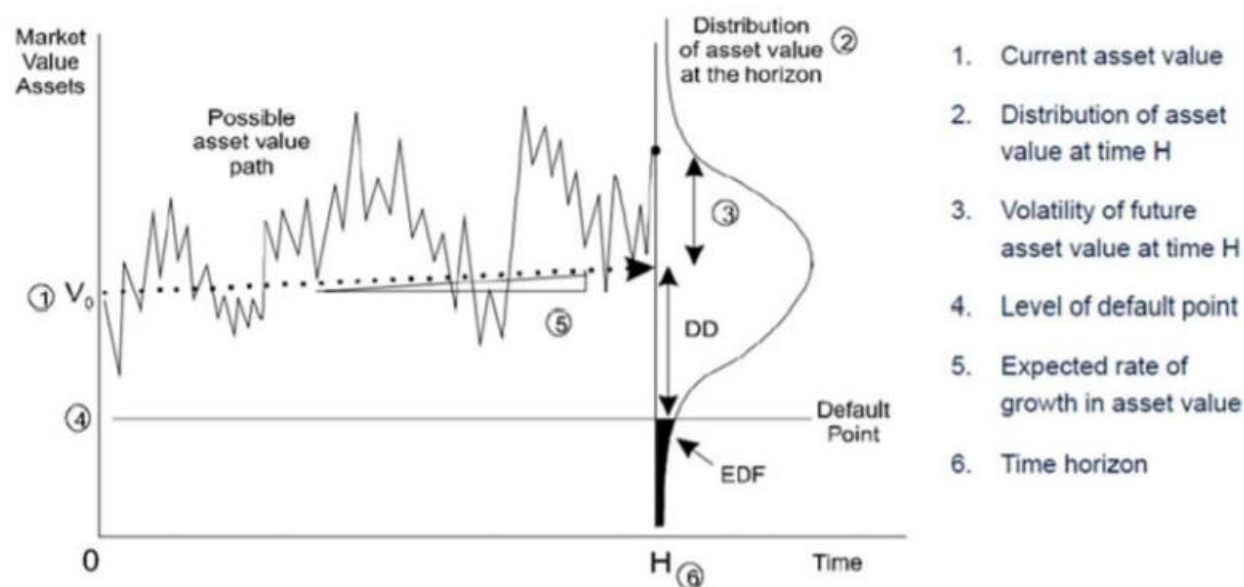 Market
Value
Assets
Possible
asset value
path
Distribution
of asset value ②
at the horizon
③
① V₀
⑤
DD
④
Default
Point
EDF
0
H ⑥
Time
1. Current asset value
2. Distribution of asset
value at time H
3. Volatility of future
asset value at time H
4. Level of default point
5. Expected rate of
growth in asset value
6. Time horizon